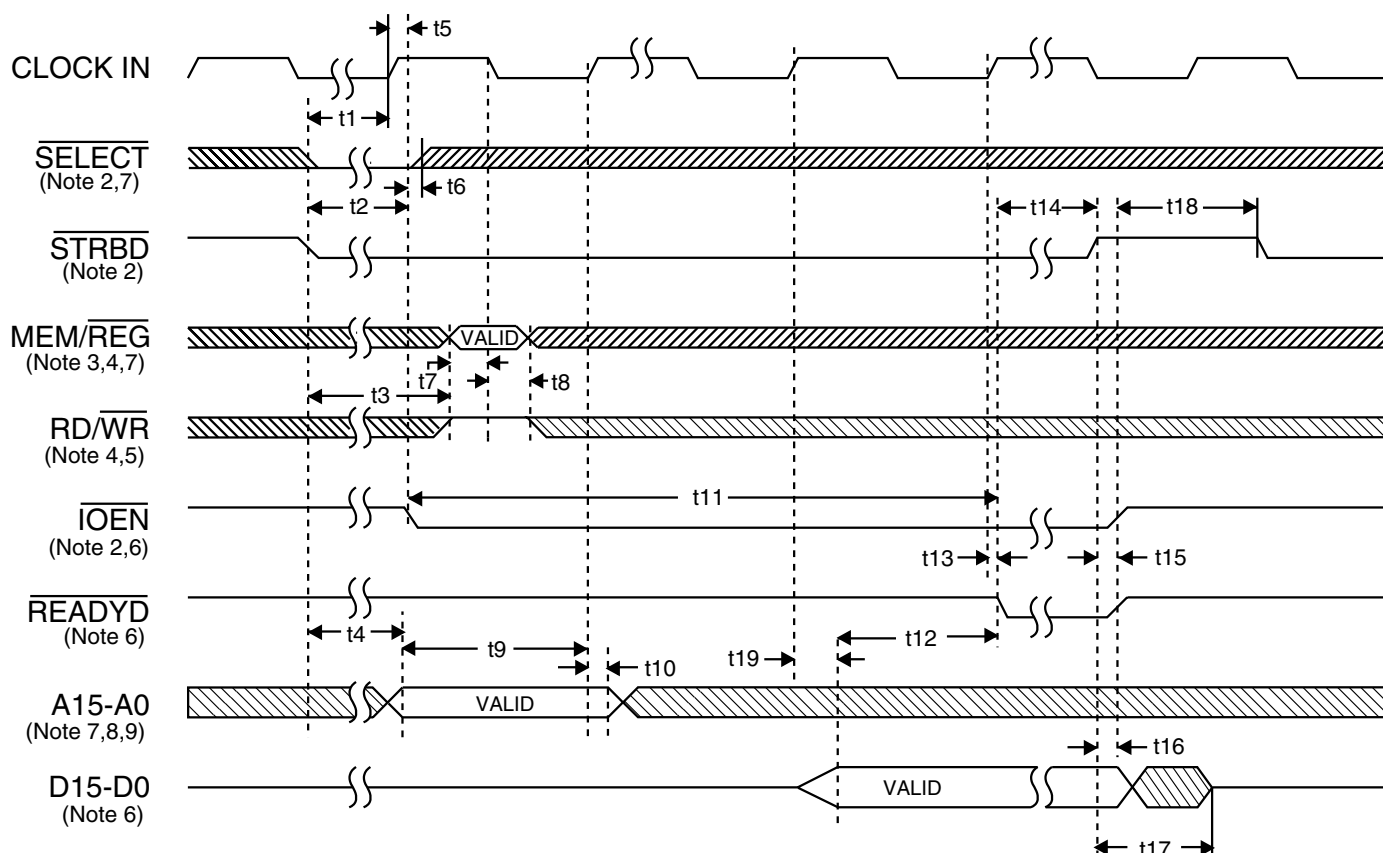 t5
CLOCK IN
t1
SELECT
(Note 2,7)
t6
t2
t14
t18
STRBD
(Note 2)
MEM/REG
(Note 3,4,7)
VALID
t7
t8
t3
RD/WR
(Note 4,5)
t11
IOEN
(Note 2,6)
t13
t15
READYD
(Note 6)
t4
t9
t12
t19
t10
A15-A0
(Note 7,8,9)
VALID
t16
D15-D0
(Note 6)
VALID
t17